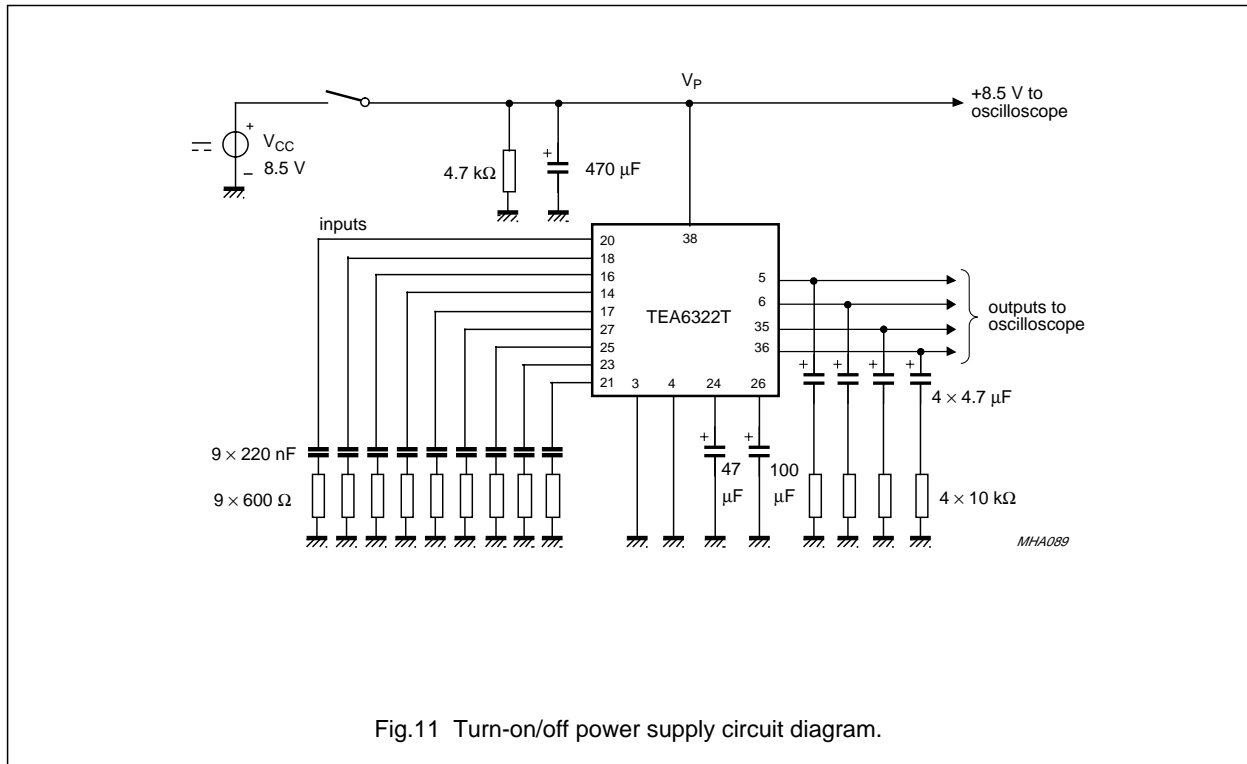 V_P
+8.5 V to
oscilloscope
+
V_CC
8.5 V
−
4.7 kΩ
+
470 μF
inputs
20
18
16
14
17
27
25
23
21
38
TEA6322T
5
6
35
36
3
4
24
26
outputs to
oscilloscope
+
+
+
+
4 × 4.7 μF
9 × 220 nF
9 × 600 Ω
+
47
μF
+
100
μF
4 × 10 kΩ
MHA089
Fig.11 Turn-on/off power supply circuit diagram.